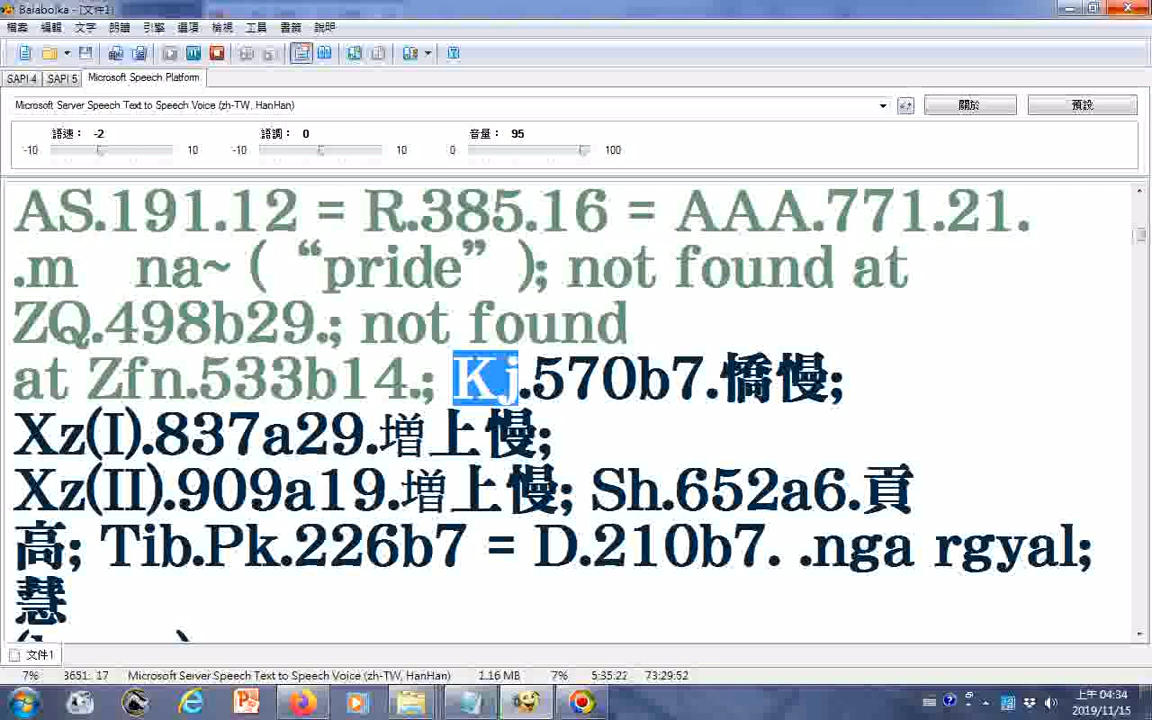 Balabolka - [文件1]
檔案 編輯 文字 朗讀 引擎 選項 檢視 工具 書籤 說明
SAPI 4 SAPI 5 Microsoft Speech Platform
Microsoft Server Speech Text to Speech Voice (zh-TW, HanHan)
關於 預設
語速： -2 語調： 0 音量： 95
-10 10 -10 10 0 100
AS.191.12 = R.385.16 = AAA.771.21.
.m na~ (“pride”); not found at
ZQ.498b29.; not found
at Zfn.533b14.; Kj.570b7.憍慢;
Xz(I).837a29.増上慢;
Xz(II).909a19.増上慢; Sh.652a6.貢
高; Tib.Pk.226b7 = D.210b7. .nga rgyal;
慧
文件1
7% 3651: 17 Microsoft Server Speech Text to Speech Voice (zh-TW, HanHan) 1.16 MB 7% 5:35:22 73:29:52
上午 04:34
2019/11/15